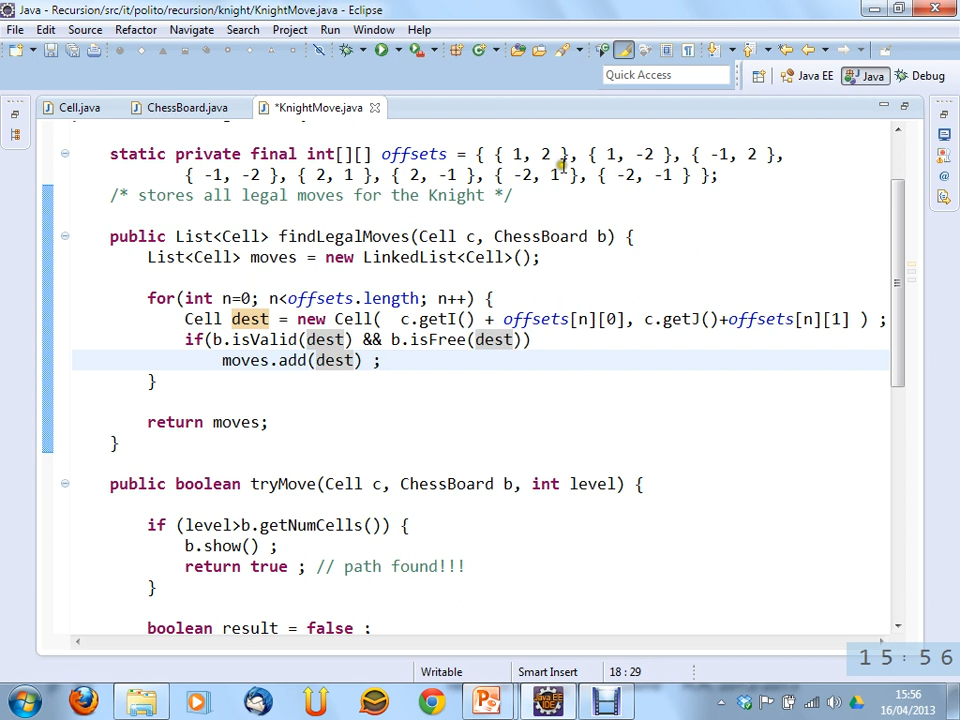 Java - Recursion/src/it/polito/recursion/knight/KnightMove.java - Eclipse
File Edit Source Refactor Navigate Search Project Run Window Help
Quick Access
Java EE Java Debug
Cell.java ChessBoard.java *KnightMove.java
static private final int[][] offsets = { { 1, 2 }, { 1, -2 }, { -1, 2 },
{ -1, -2 }, { 2, 1 }, { 2, -1 }, { -2, 1 }, { -2, -1 } };
/* stores all legal moves for the Knight */
public List<Cell> findLegalMoves(Cell c, ChessBoard b) {
List<Cell> moves = new LinkedList<Cell>();
for(int n=0; n<offsets.length; n++) {
Cell dest = new Cell( c.getI() + offsets[n][0], c.getJ()+offsets[n][1] ) ;
if(b.isValid(dest) && b.isFree(dest))
moves.add(dest) ;
}
return moves;
}
public boolean tryMove(Cell c, ChessBoard b, int level) {
if (level>b.getNumCells()) {
b.show() ;
return true ; // path found!!!
}
boolean result = false ;
15:56
Writable Smart Insert 18 : 29
15:56
16/04/2013